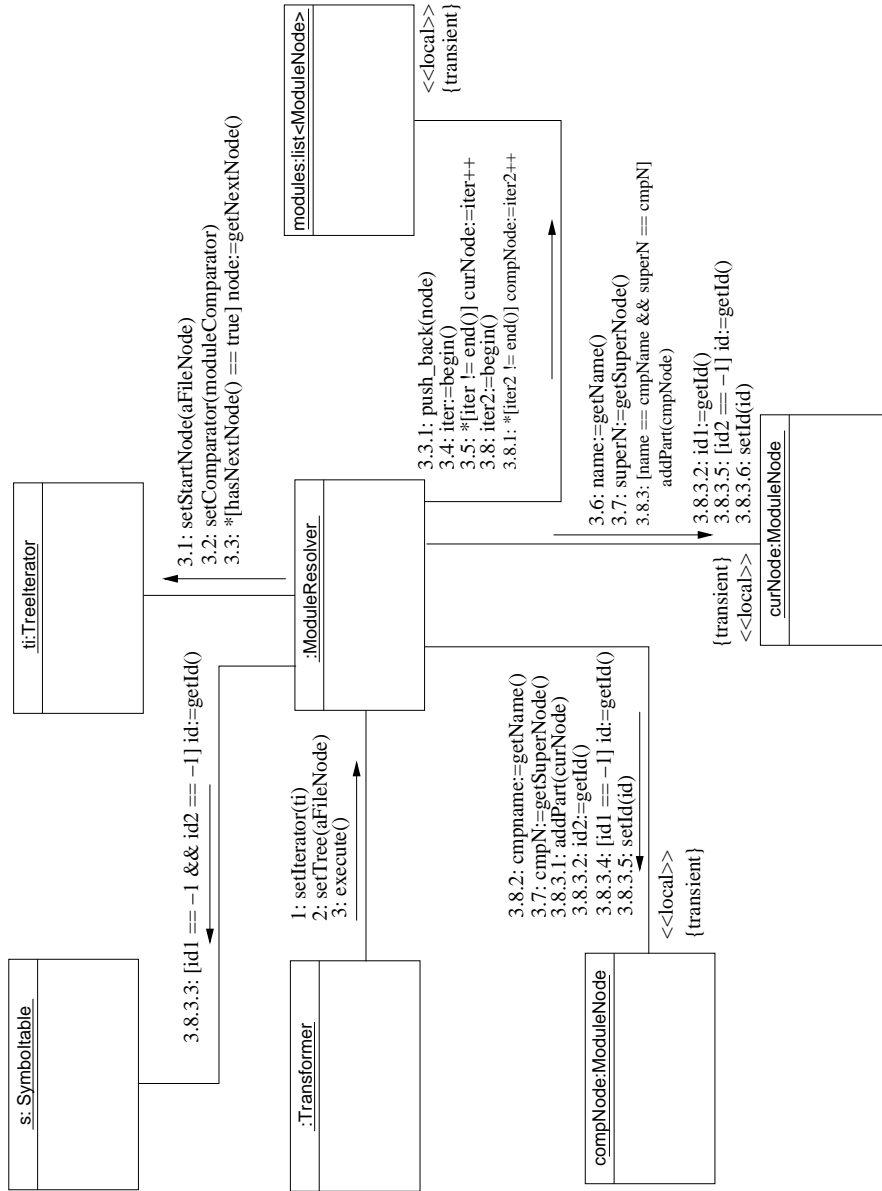 s: Symboltable
ti:TreeIterator
3.8.3.3: [id1 == −1 && id2 == −1] id:=getId()
3.1: setStartNode(aFileNode)
3.2: setComparator(moduleComparator)
3.3: *[hasNextNode() == true] node:=getNextNode()
:Transformer
1: setIterator(ti)
2: setTree(aFileNode)
3: execute()
:ModuleResolver
3.3.1: push_back(node)
3.4: iter:=begin()
3.5: *[iter != end()] curNode:=iter++
3.8: iter2:=begin()
3.8.1: *[iter2 != end()] compNode:=iter2++
modules:list<ModuleNode>
<<local>>
{transient}
3.8.2: cmpname:=getName()
3.7: cmpN:=getSuperNode()
3.8.3.1: addPart(curNode)
3.8.3.2: id2:=getId()
3.8.3.4: [id1 == −1] id:=getId()
3.8.3.5: setId(id)
3.6: name:=getName()
3.7: superN:=getSuperNode()
3.8.3: [name == cmpName && superN == cmpN]
addPart(cmpNode)
3.8.3.2: id1:=getId()
3.8.3.5: [id2 == −1] id:=getId()
3.8.3.6: setId(id)
compNode:ModuleNode
<<local>>
{transient}
{transient}
<<local>>
curNode:ModuleNode